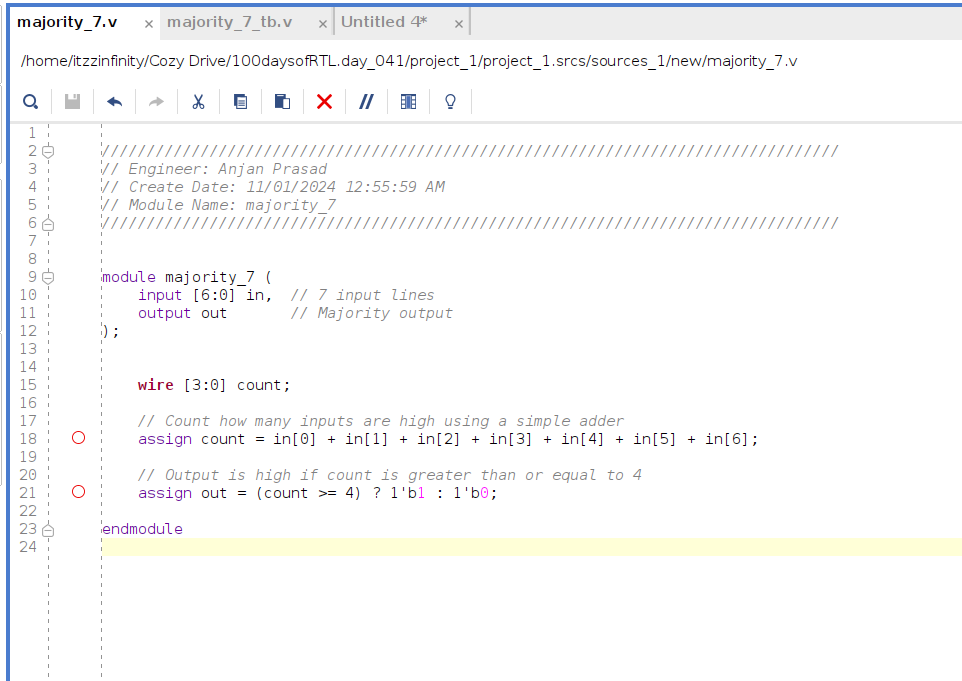 majority_7.v × majority_7_tb.v × Untitled 4* ×
/home/itzzinfinity/Cozy Drive/100daysofRTL.day_041/project_1/project_1.srcs/sources_1/new/majority_7.v
1
2 //////////////////////////////////////////////////////////////////////////////////
3 // Engineer: Anjan Prasad
4 // Create Date: 11/01/2024 12:55:59 AM
5 // Module Name: majority_7
6 //////////////////////////////////////////////////////////////////////////////////
7
8
9 module majority_7 (
10     input [6:0] in,  // 7 input lines
11     output out       // Majority output
12 );
13
14
15     wire [3:0] count;
16
17     // Count how many inputs are high using a simple adder
18     assign count = in[0] + in[1] + in[2] + in[3] + in[4] + in[5] + in[6];
19
20     // Output is high if count is greater than or equal to 4
21     assign out = (count >= 4) ? 1'b1 : 1'b0;
22
23 endmodule
24